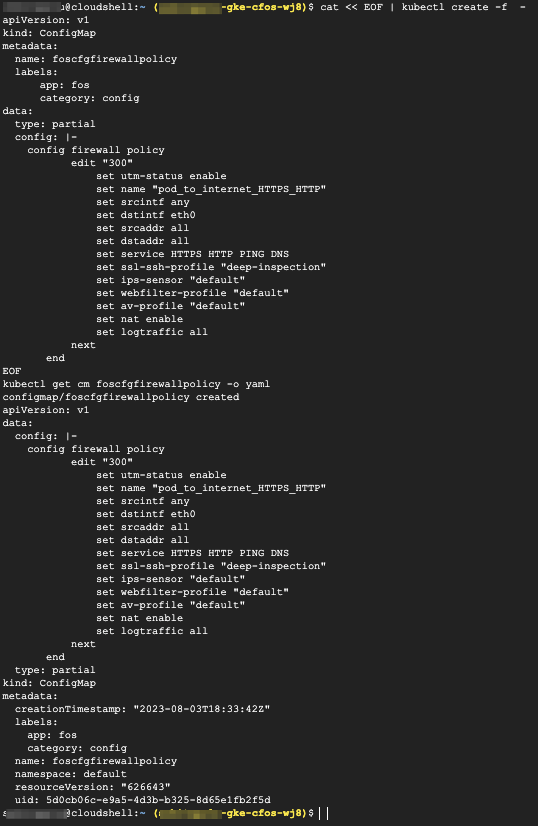 u@cloudshell:~ (-gke-cfos-wj8)$ cat << EOF | kubectl create -f  -
apiVersion: v1
kind: ConfigMap
metadata:
  name: foscfgfirewallpolicy
  labels:
      app: fos
      category: config
data:
  type: partial
  config: |-
    config firewall policy
           edit "300"
               set utm-status enable
               set name "pod_to_internet_HTTPS_HTTP"
               set srcintf any
               set dstintf eth0
               set srcaddr all
               set dstaddr all
               set service HTTPS HTTP PING DNS
               set ssl-ssh-profile "deep-inspection"
               set ips-sensor "default"
               set webfilter-profile "default"
               set av-profile "default"
               set nat enable
               set logtraffic all
           next
       end
EOF
kubectl get cm foscfgfirewallpolicy -o yaml
configmap/foscfgfirewallpolicy created
apiVersion: v1
data:
  config: |-
    config firewall policy
           edit "300"
               set utm-status enable
               set name "pod_to_internet_HTTPS_HTTP"
               set srcintf any
               set dstintf eth0
               set srcaddr all
               set dstaddr all
               set service HTTPS HTTP PING DNS
               set ssl-ssh-profile "deep-inspection"
               set ips-sensor "default"
               set webfilter-profile "default"
               set av-profile "default"
               set nat enable
               set logtraffic all
           next
       end
  type: partial
kind: ConfigMap
metadata:
  creationTimestamp: "2023-08-03T18:33:42Z"
  labels:
    app: fos
    category: config
  name: foscfgfirewallpolicy
  namespace: default
  resourceVersion: "626643"
  uid: 5d0cb06c-e9a5-4d3b-b325-8d65e1fb2f5d
@cloudshell:~ (-gke-cfos-wj8)$